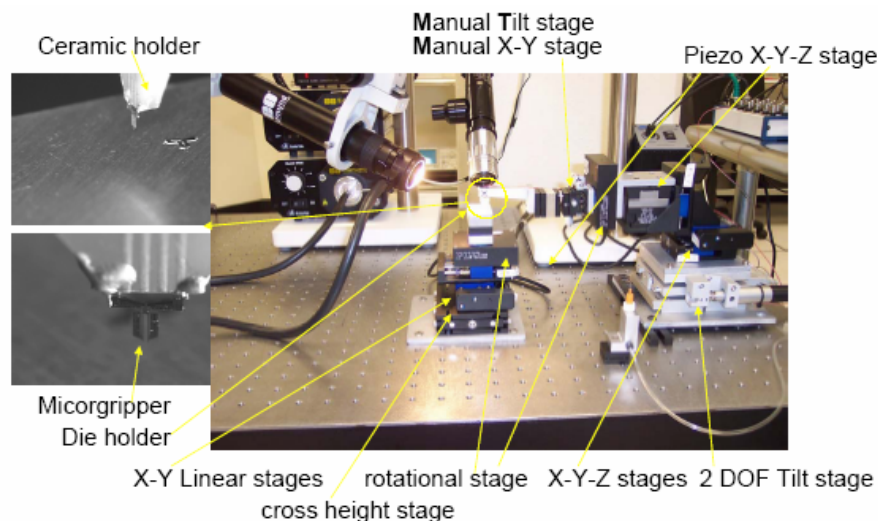 Manual Tilt stage
Ceramic holder
Manual X-Y stage
Piezo X-Y-Z stage
Micorgripper
Die holder
X-Y Linear stages
rotational stage
X-Y-Z stages
2 DOF Tilt stage
cross height stage